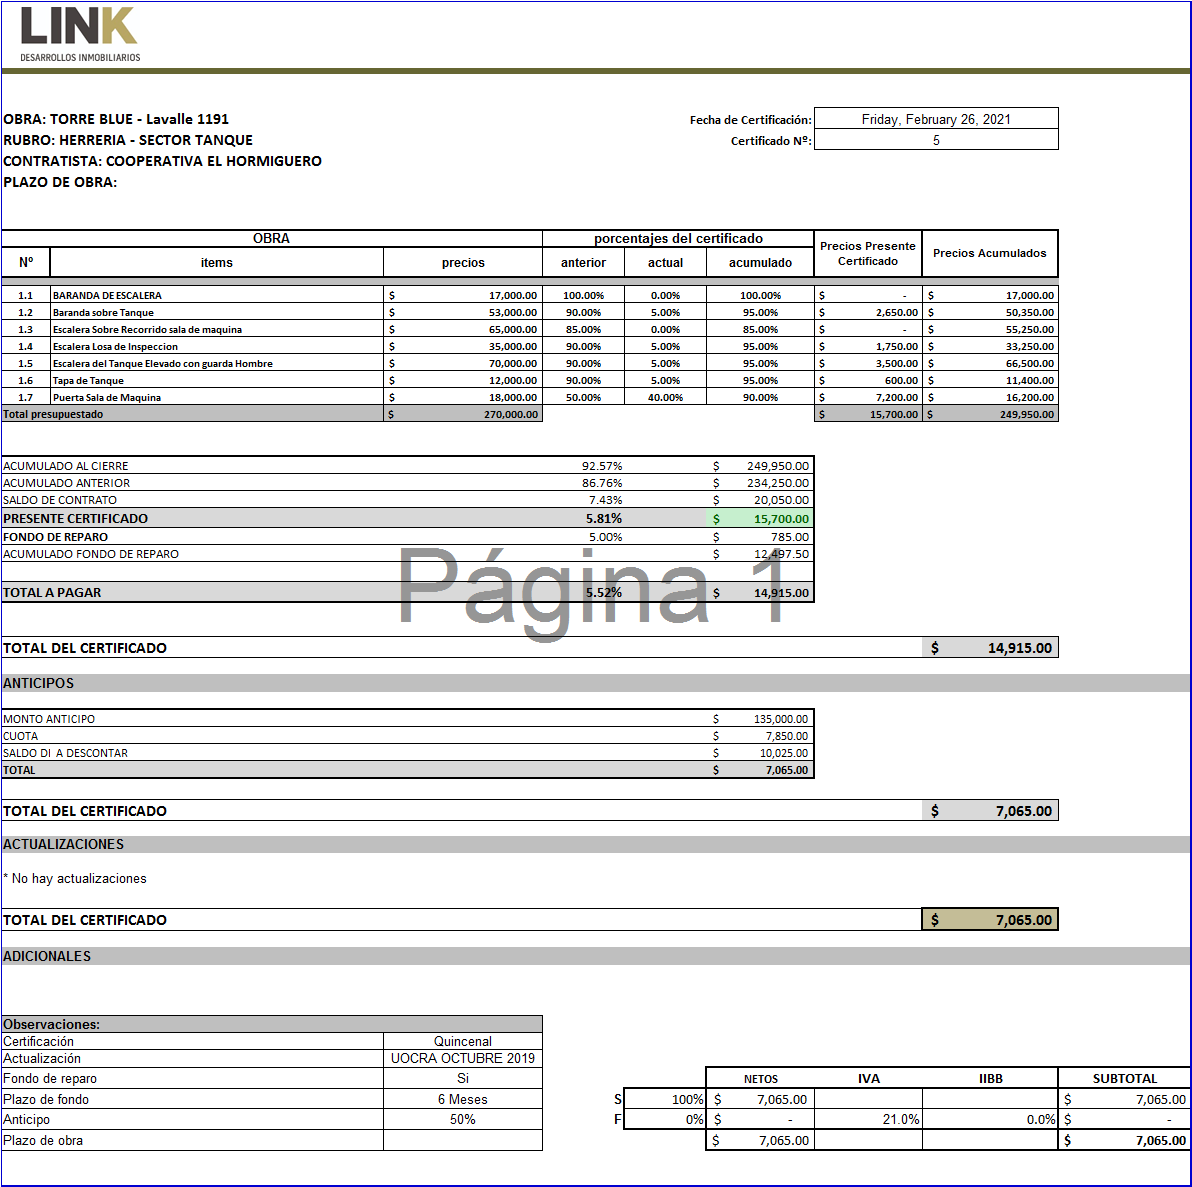 LINK
DESARROLLOS INMOBILIARIOS
OBRA: TORRE BLUE - Lavalle 1191
RUBRO: HERRERIA - SECTOR TANQUE
CONTRATISTA: COOPERATIVA EL HORMIGUERO
PLAZO DE OBRA:
Fecha de Certificación: Friday, February 26, 2021
Certificado Nº: 5
OBRA porcentajes del certificado Precios Presente Certificado Precios Acumulados
Nº items precios anterior actual acumulado
1.1 BARANDA DE ESCALERA $ 17,000.00 100.00% 0.00% 100.00% $ - $ 17,000.00
1.2 Baranda sobre Tanque $ 53,000.00 90.00% 5.00% 95.00% $ 2,650.00 $ 50,350.00
1.3 Escalera Sobre Recorrido sala de maquina $ 65,000.00 85.00% 0.00% 85.00% $ - $ 55,250.00
1.4 Escalera Losa de Inspeccion $ 35,000.00 90.00% 5.00% 95.00% $ 1,750.00 $ 33,250.00
1.5 Escalera del Tanque Elevado con guarda Hombre $ 70,000.00 90.00% 5.00% 95.00% $ 3,500.00 $ 66,500.00
1.6 Tapa de Tanque $ 12,000.00 90.00% 5.00% 95.00% $ 600.00 $ 11,400.00
1.7 Puerta Sala de Maquina $ 18,000.00 50.00% 40.00% 90.00% $ 7,200.00 $ 16,200.00
Total presupuestado $ 270,000.00 $ 15,700.00 $ 249,950.00
ACUMULADO AL CIERRE 92.57% $ 249,950.00
ACUMULADO ANTERIOR 86.76% $ 234,250.00
SALDO DE CONTRATO 7.43% $ 20,050.00
PRESENTE CERTIFICADO 5.81% $ 15,700.00
FONDO DE REPARO 5.00% $ 785.00
ACUMULADO FONDO DE REPARO $ 12,497.50
Página 1
TOTAL A PAGAR 5.52% $ 14,915.00
TOTAL DEL CERTIFICADO $ 14,915.00
ANTICIPOS
MONTO ANTICIPO $ 135,000.00
CUOTA $ 7,850.00
SALDO DI A DESCONTAR $ 10,025.00
TOTAL $ 7,065.00
TOTAL DEL CERTIFICADO $ 7,065.00
ACTUALIZACIONES
* No hay actualizaciones
TOTAL DEL CERTIFICADO $ 7,065.00
ADICIONALES
Observaciones:
Certificación Quincenal
Actualización UOCRA OCTUBRE 2019
Fondo de reparo Si
Plazo de fondo 6 Meses
Anticipo 50%
Plazo de obra
NETOS IVA IIBB SUBTOTAL
S 100% $ 7,065.00 $ 7,065.00
F 0% $ - 21.0% 0.0% $ -
$ 7,065.00 $ 7,065.00